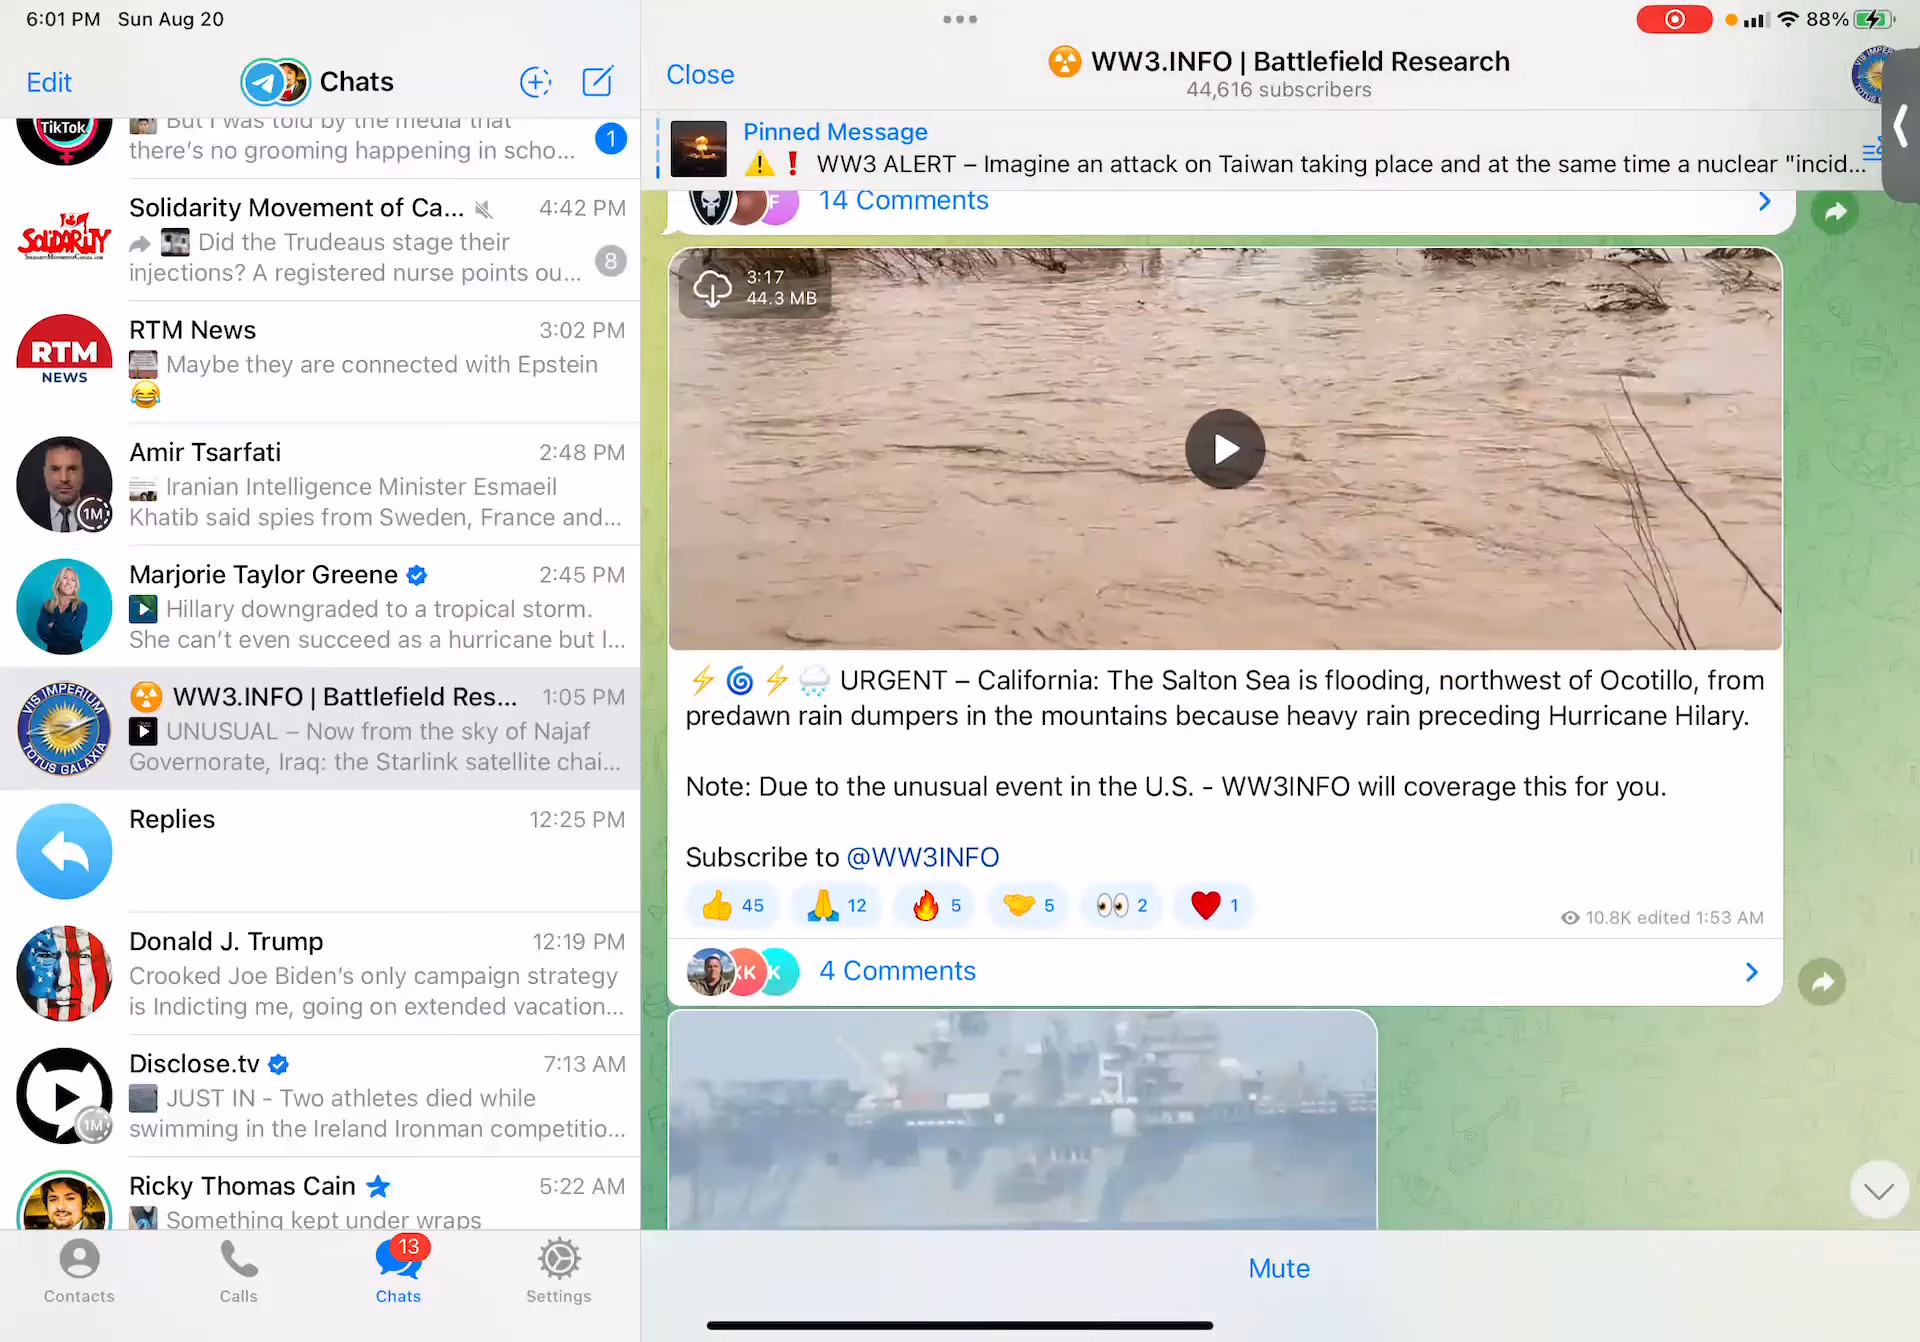 6:01 PM Sun Aug 20
88%
Edit
Chats
TikTok
But I was told by the media that
there's no grooming happening in scho...
1
SOLIDARITY
Solidarity Movement of Ca...
4:42 PM
Did the Trudeaus stage their
injections? A registered nurse points ou...
8
RTM
NEWS
RTM News
3:02 PM
Maybe they are connected with Epstein
😂
Amir Tsarfati
2:48 PM
Iranian Intelligence Minister Esmaeil
Khatib said spies from Sweden, France and...
1M
Marjorie Taylor Greene
2:45 PM
Hillary downgraded to a tropical storm.
She can't even succeed as a hurricane but I...
VIS IMPERIUM
TOTUS GALAXIA
☢️ WW3.INFO | Battlefield Res...
1:05 PM
UNUSUAL – Now from the sky of Najaf
Governorate, Iraq: the Starlink satellite chai...
Replies
12:25 PM
Donald J. Trump
12:19 PM
Crooked Joe Biden's only campaign strategy
is Indicting me, going on extended vacation...
Disclose.tv
7:13 AM
JUST IN - Two athletes died while
swimming in the Ireland Ironman competitio...
1M
Ricky Thomas Cain
5:22 AM
Something kept under wraps
Contacts
Calls
13
Chats
Settings
Close
☢️ WW3.INFO | Battlefield Research
44,616 subscribers
Pinned Message
⚠️❗ WW3 ALERT – Imagine an attack on Taiwan taking place and at the same time a nuclear "incid...
F
14 Comments
3:17
44.3 MB
⚡🌀⚡🌧️ URGENT – California: The Salton Sea is flooding, northwest of Ocotillo, from
predawn rain dumpers in the mountains because heavy rain preceding Hurricane Hilary.
Note: Due to the unusual event in the U.S. - WW3INFO will coverage this for you.
Subscribe to @WW3INFO
👍 45 🙏 12 🔥 5 🤝 5 👀 2 ❤️ 1
10.8K edited 1:53 AM
KK K
4 Comments
Mute